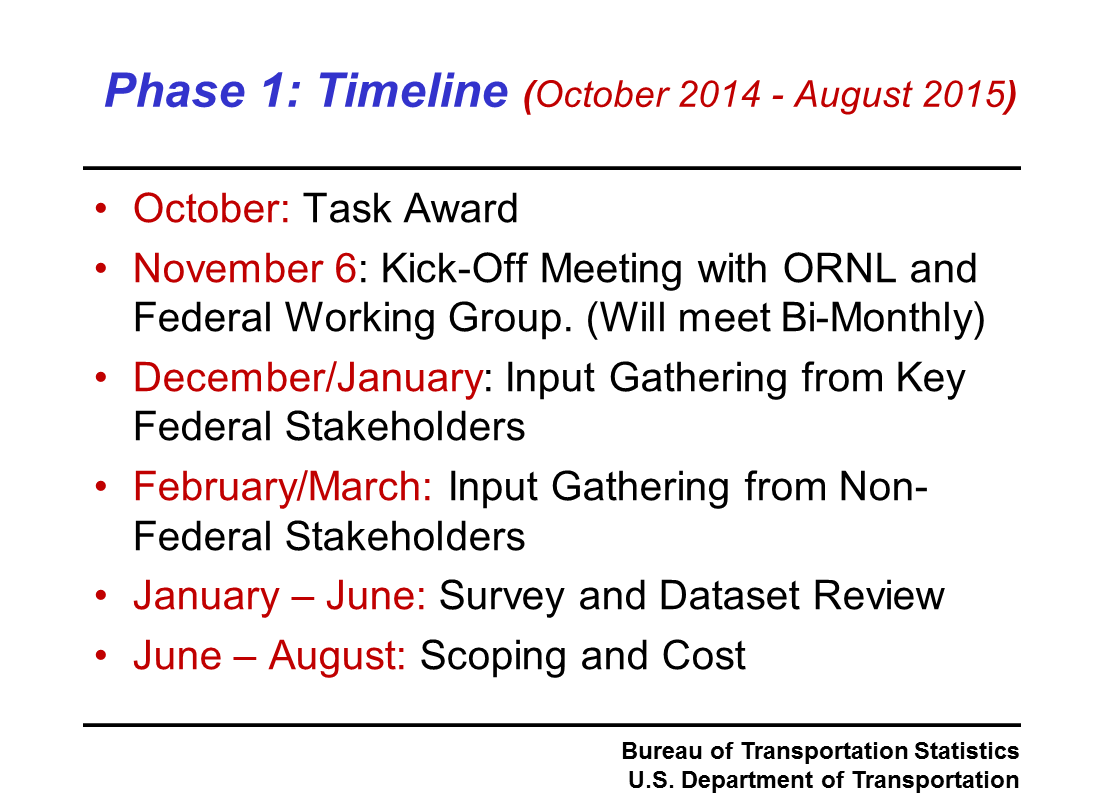 Phase 1: Timeline (October 2014 - August 2015)
• October: Task Award
• November 6: Kick-Off Meeting with ORNL and
Federal Working Group. (Will meet Bi-Monthly)
• December/January: Input Gathering from Key
Federal Stakeholders
• February/March: Input Gathering from Non-
Federal Stakeholders
• January – June: Survey and Dataset Review
• June – August: Scoping and Cost
Bureau of Transportation Statistics
U.S. Department of Transportation